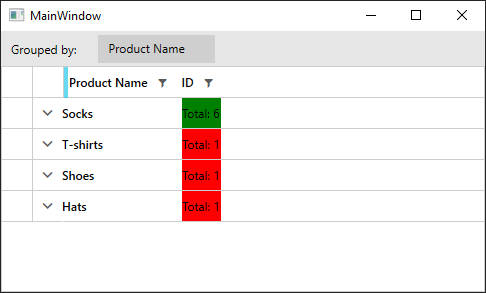 MainWindow
Grouped by: Product Name
Product Name ID
Socks Total: 6
T-shirts Total: 1
Shoes Total: 1
Hats Total: 1